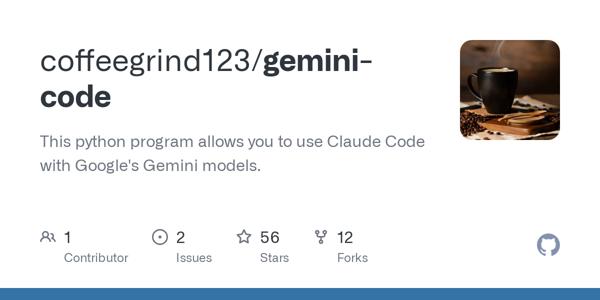 coffeegrind123/gemini-
code
This python program allows you to use Claude Code
with Google's Gemini models.
1 2 56 12
Contributor Issues Stars Forks